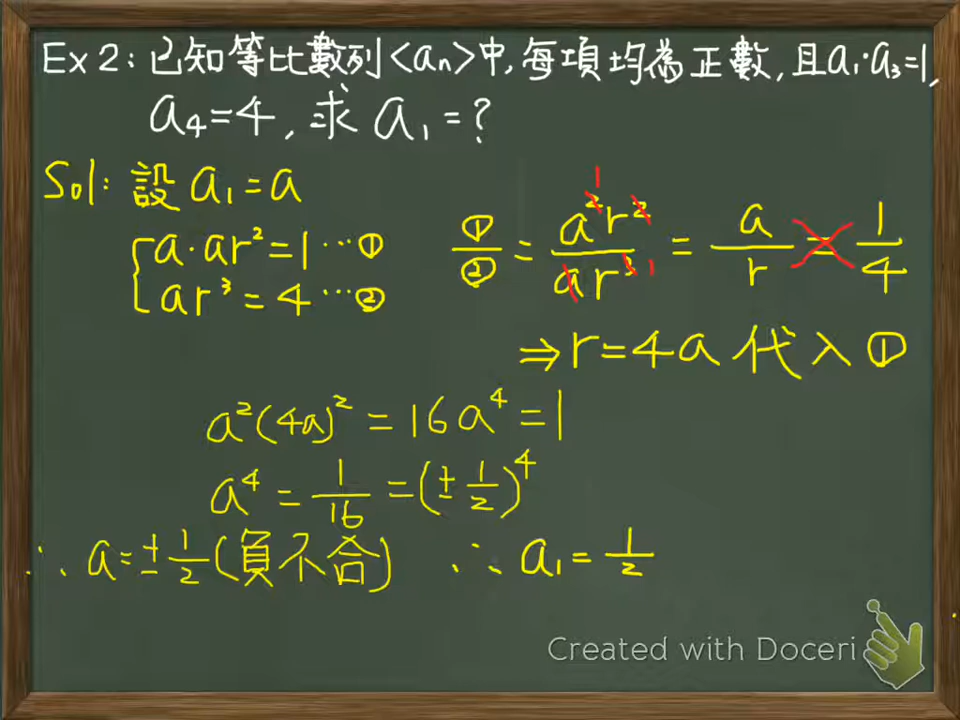 Ex 2: 已知等比數列<an>中, 每項均為正數, 且a₁·a₃=1,
a₄=4, 求 a₁=?
Sol: 設 a₁=a
a·ar²=1…①
ar³=4…②
①/② = a²r²/ar³ = a/r = 1/4
1 1
⇒r=4a 代入①
a²(4a)²=16a⁴=1
a⁴=1/16=(±1/2)⁴
∴a=±1/2(負不合) ∴a₁=1/2
Created with Doceri